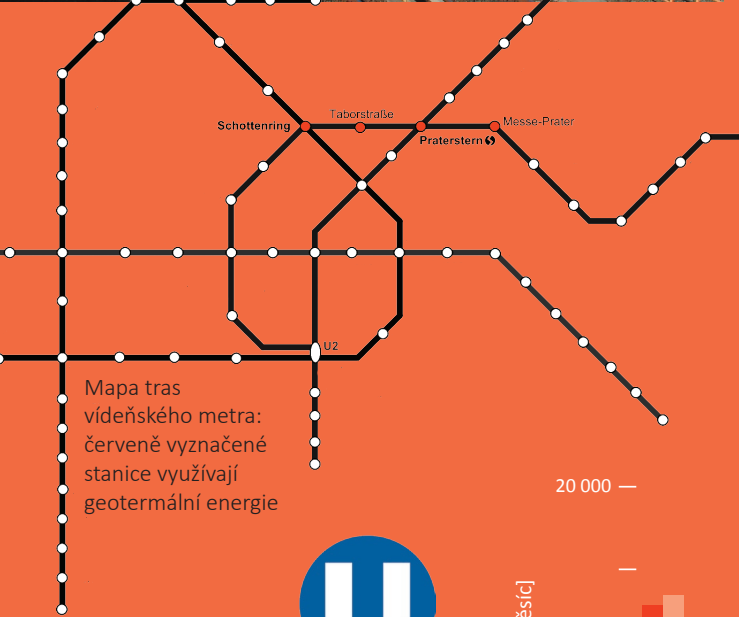 Taborstraße
Schottenring
Messe-Prater
Praterstern
U2
Mapa tras
vídeňského metra:
červeně vyznačené
stanice využívají
geotermální energie
20 000
U